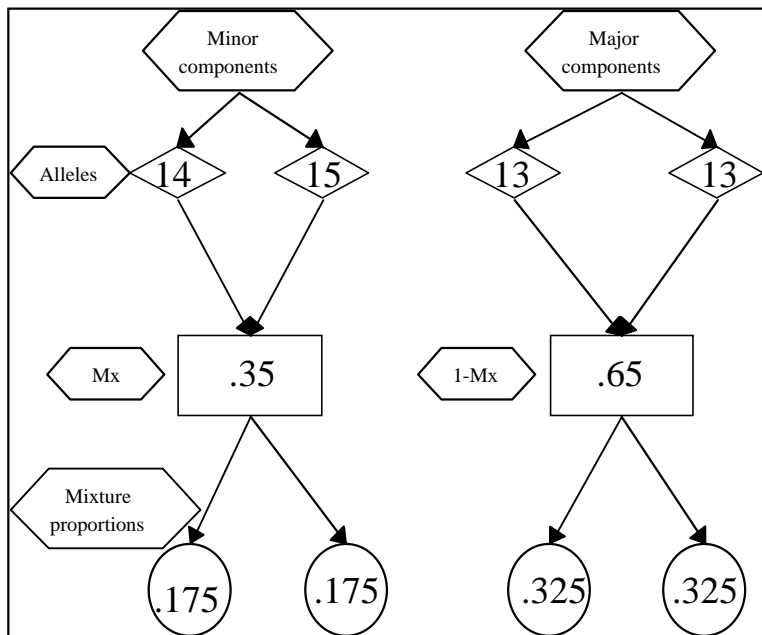 Minor
components
Major
components
Alleles
14
15
13
13
Mx
.35
1-Mx
.65
Mixture
proportions
.175
.175
.325
.325